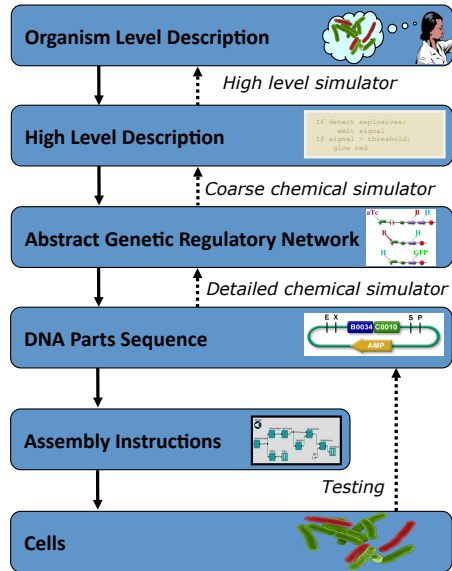 Organism Level Description
High level simulator
High Level Description
If detect explosives:
emit signal
If signal > threshold:
glow red
Coarse chemical simulator
Abstract Genetic Regulatory Network
aTc
B H
B H
H GFP
Detailed chemical simulator
DNA Parts Sequence
E X B0034 C0010 S P
AMP
Assembly Instructions
Testing
Cells